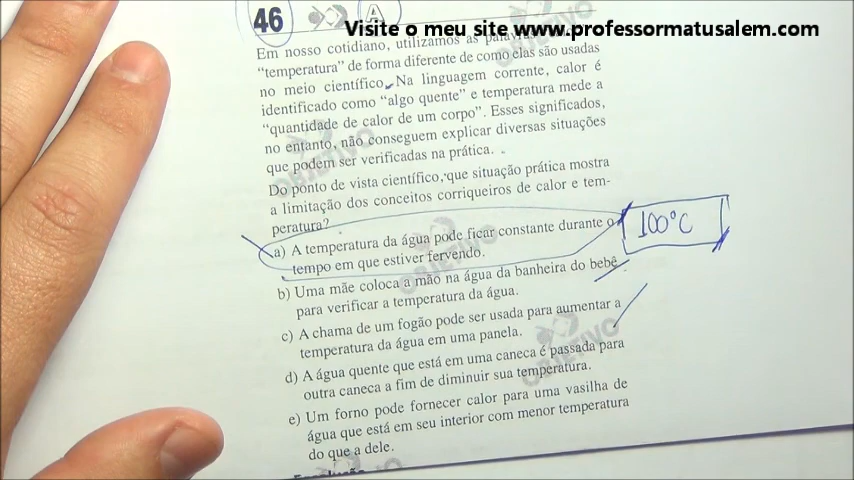 46
A
Visite o meu site www.professormatusalem.com
Em nosso cotidiano, utilizamos as
"temperatura" de forma diferente de como elas são usadas
no meio científico. Na linguagem corrente, calor é
identificado como "algo quente" e temperatura mede a
"quantidade de calor de um corpo". Esses significados,
no entanto, não conseguem explicar diversas situações
que podem ser verificadas na prática.
Do ponto de vista científico, que situação prática mostra
a limitação dos conceitos corriqueiros de calor e tem-
peratura?
a) A temperatura da água pode ficar constante durante o
tempo em que estiver fervendo.
100°C
b) Uma mãe coloca a mão na água da banheira do bebê
para verificar a temperatura da água.
c) A chama de um fogão pode ser usada para aumentar a
temperatura da água em uma panela.
d) A água quente que está em uma caneca é passada para
outra caneca a fim de diminuir sua temperatura.
e) Um forno pode fornecer calor para uma vasilha de
água que está em seu interior com menor temperatura
do que a dele.
OBJETIVO
OBJETIVO
OBJETIVO
OBJETIVO